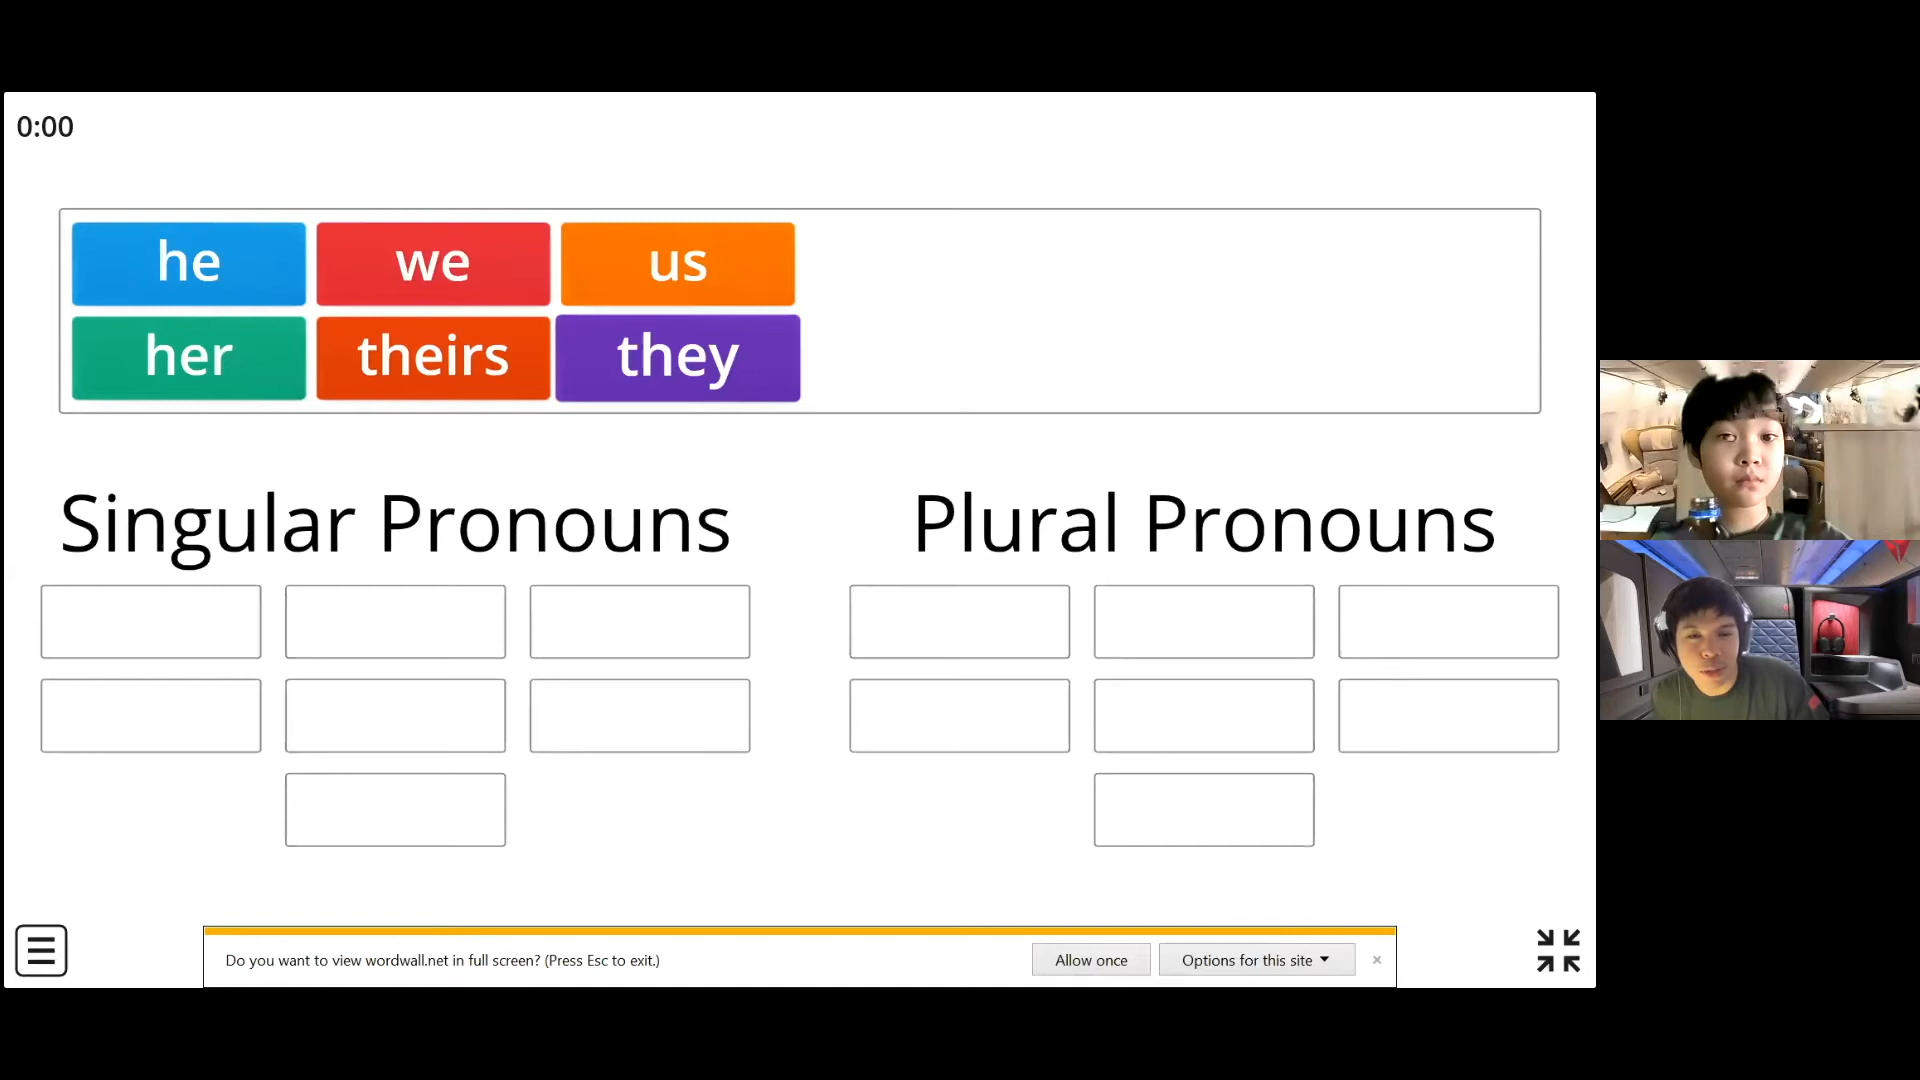 0:00
he we us
her theirs they
Singular Pronouns Plural Pronouns
Do you want to view wordwall.net in full screen? (Press Esc to exit.) Allow once Options for this site ×